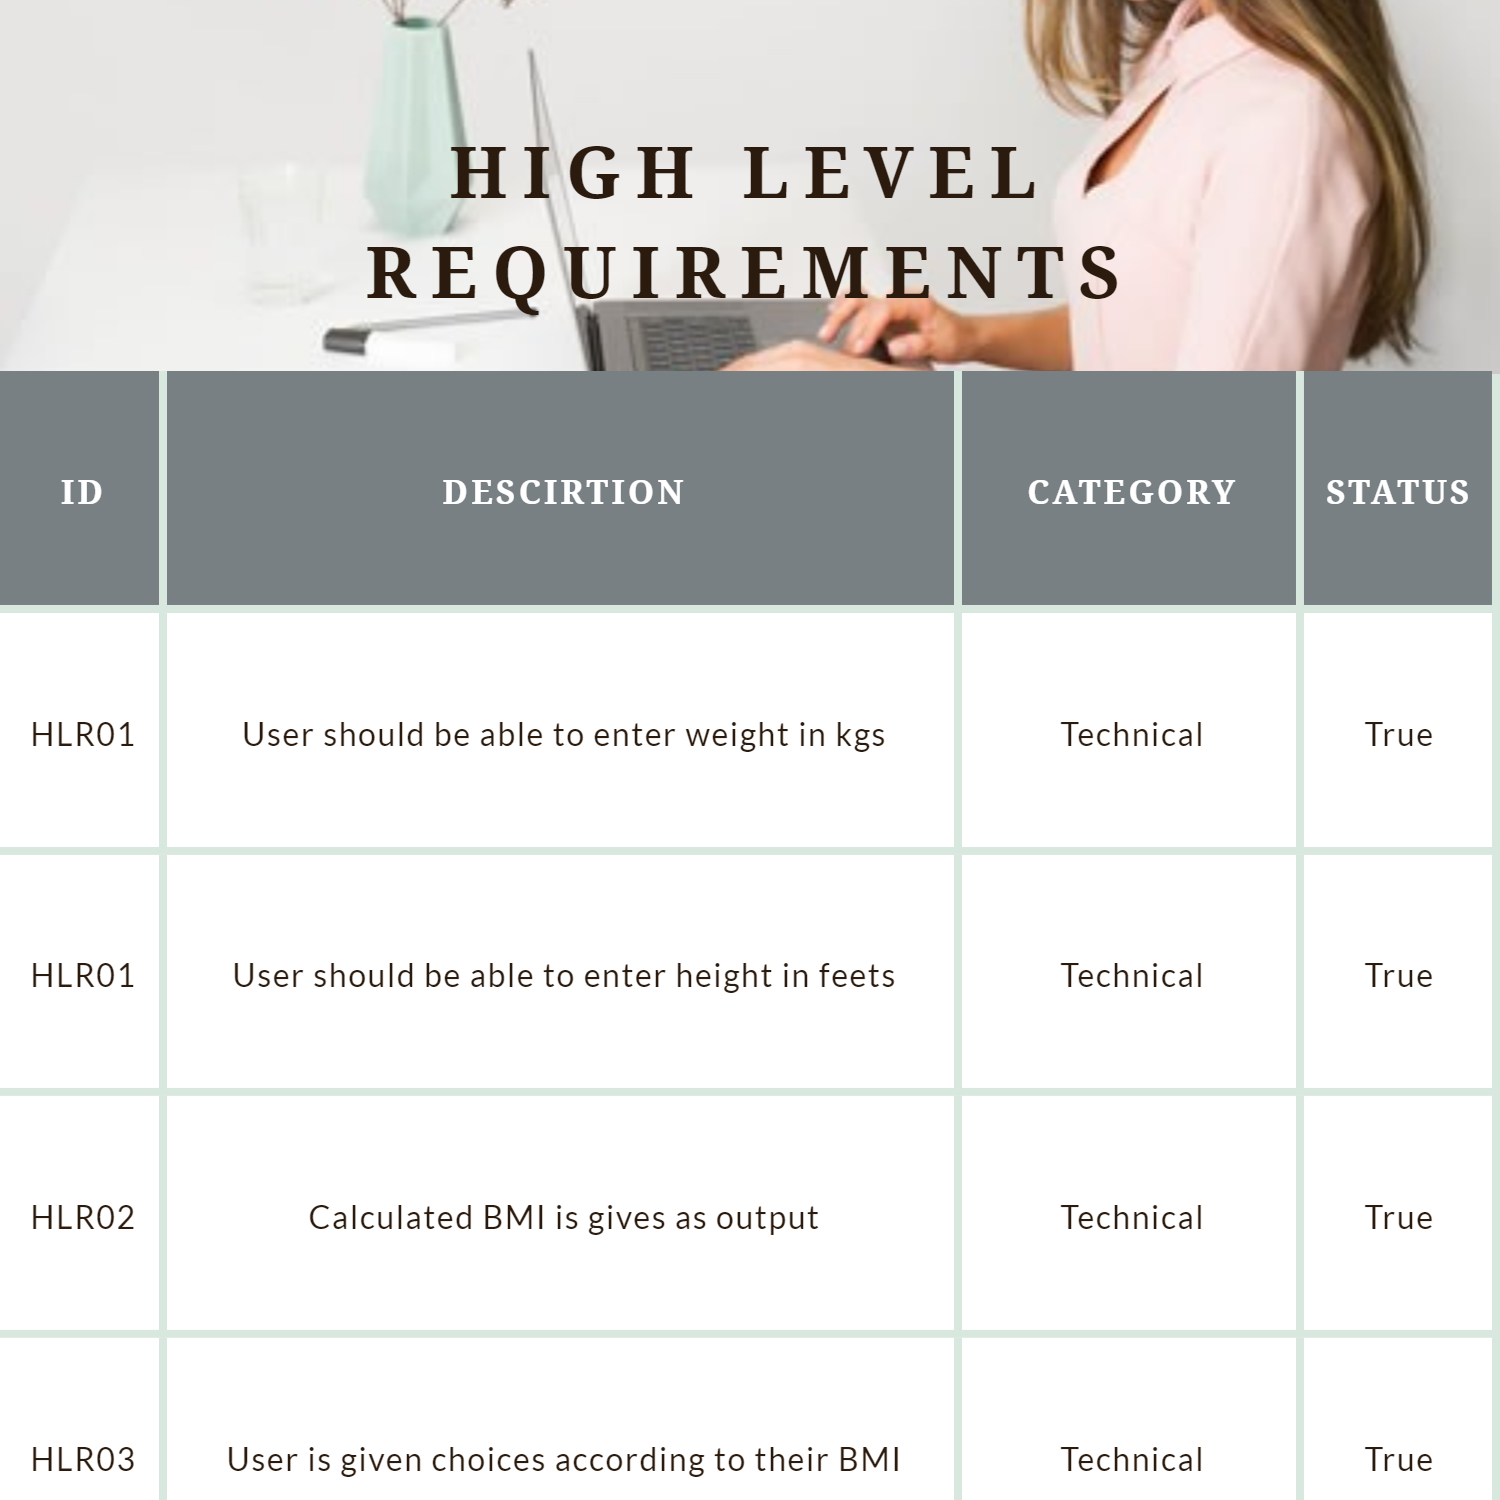 HIGH LEVEL
REQUIREMENTS
ID DESCIRTION CATEGORY STATUS
HLR01 User should be able to enter weight in kgs Technical True
HLR01 User should be able to enter height in feets Technical True
HLR02 Calculated BMI is gives as output Technical True
HLR03 User is given choices according to their BMI Technical True